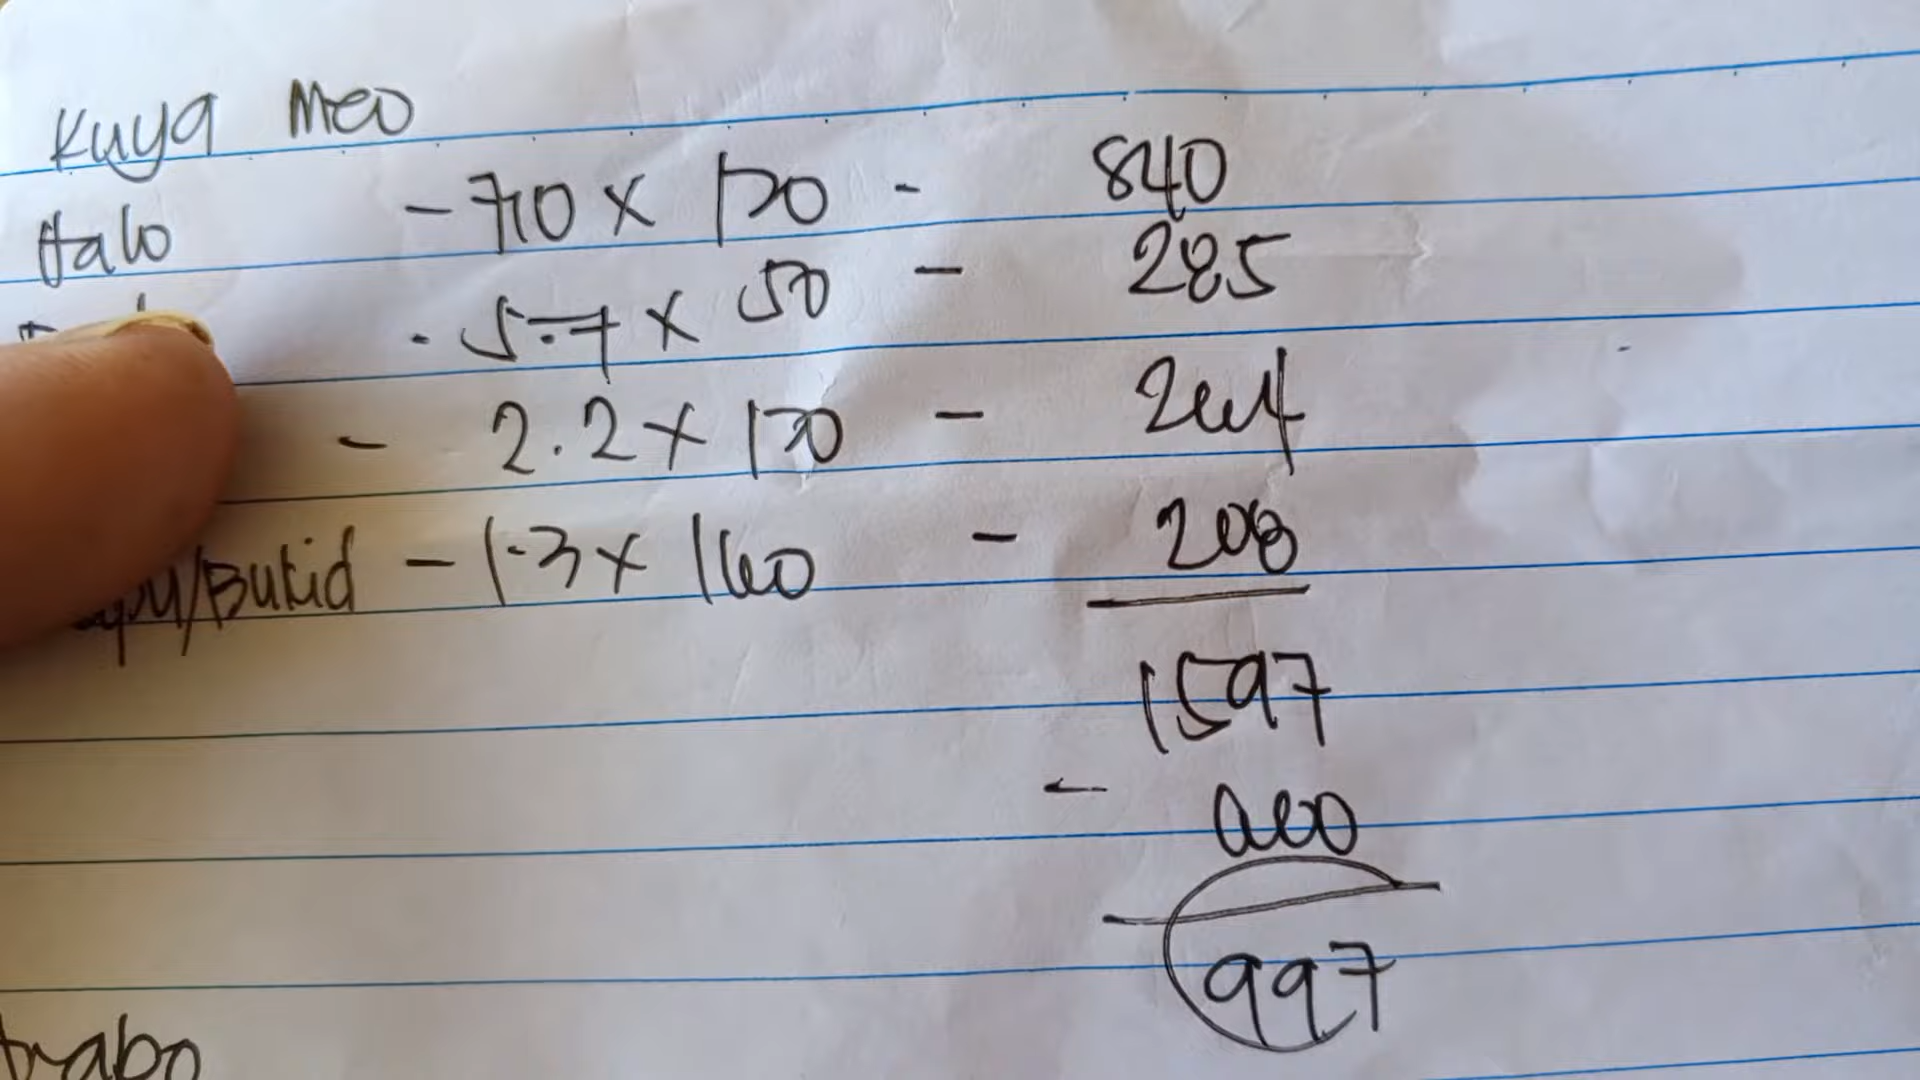 Kuya Meo
Halo - 7.0 x 120 - 840
. 5.7 x 50 - 285
- 2.2 x 120 - 264
/Bukid - 1.3 x 160 - 208
1597
- 600
997